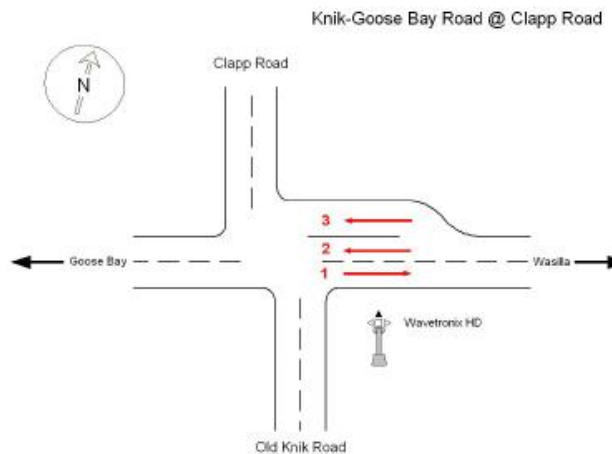 Knik-Goose Bay Road @ Clapp Road
Clapp Road
N
3
2
Goose Bay
Wasilla
1
Wavetronix HD
Old Knik Road